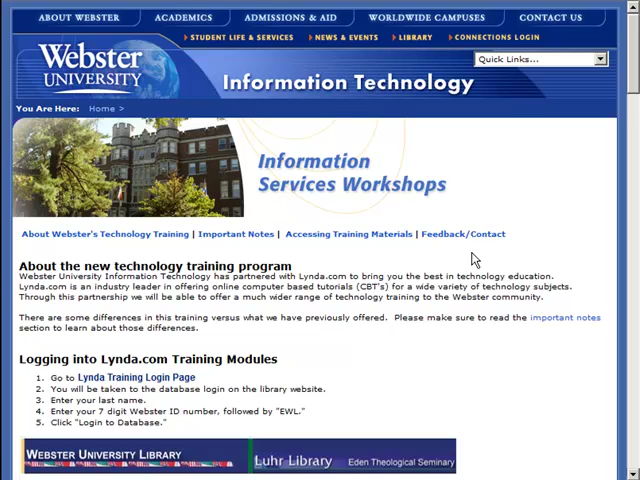 ABOUT WEBSTER
ACADEMICS
ADMISSIONS & AID
WORLDWIDE CAMPUSES
CONTACT US
STUDENT LIFE & SERVICES
NEWS & EVENTS
LIBRARY
CONNECTIONS LOGIN
Webster
UNIVERSITY
Quick Links...
Information Technology
You Are Here: Home >
Information
Services Workshops
About Webster's Technology Training | Important Notes | Accessing Training Materials | Feedback/Contact
About the new technology training program
Webster University Information Technology has partnered with Lynda.com to bring you the best in technology education.
Lynda.com is an industry leader in offering online computer based tutorials (CBT's) for a wide variety of technology subjects.
Through this partnership we will be able to offer a much wider range of technology training to the Webster community.
There are some differences in this training versus what we have previously offered. Please make sure to read the important notes
section to learn about those differences.
Logging into Lynda.com Training Modules
1. Go to Lynda Training Login Page
2. You will be taken to the database login on the library website.
3. Enter your last name.
4. Enter your 7 digit Webster ID number, followed by "EWL."
5. Click "Login to Database."
WEBSTER UNIVERSITY LIBRARY
Luhr Library Eden Theological Seminary